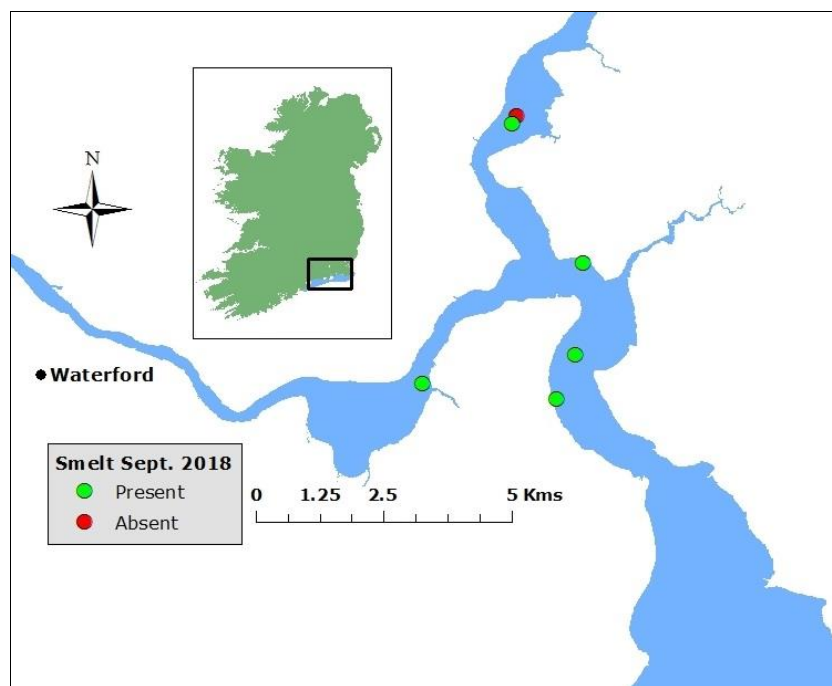 N
Waterford
Smelt Sept. 2018
Present
Absent
0 1.25 2.5 5 Kms